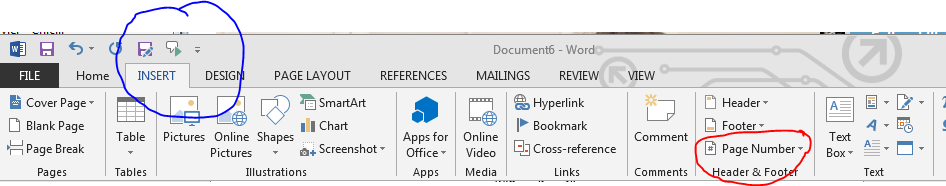 Document6 - Word
FILE Home INSERT DESIGN PAGE LAYOUT REFERENCES MAILINGS REVIEW VIEW
Cover Page
Blank Page
Page Break
Pages
Table
Tables
Pictures
Online
Pictures
Shapes
SmartArt
Chart
Screenshot
Illustrations
Apps for
Office
Apps
Online
Video
Media
Hyperlink
Bookmark
Cross-reference
Links
Comment
Comments
Header
Footer
# Page Number
Header & Footer
Text
Box
A
A
Text